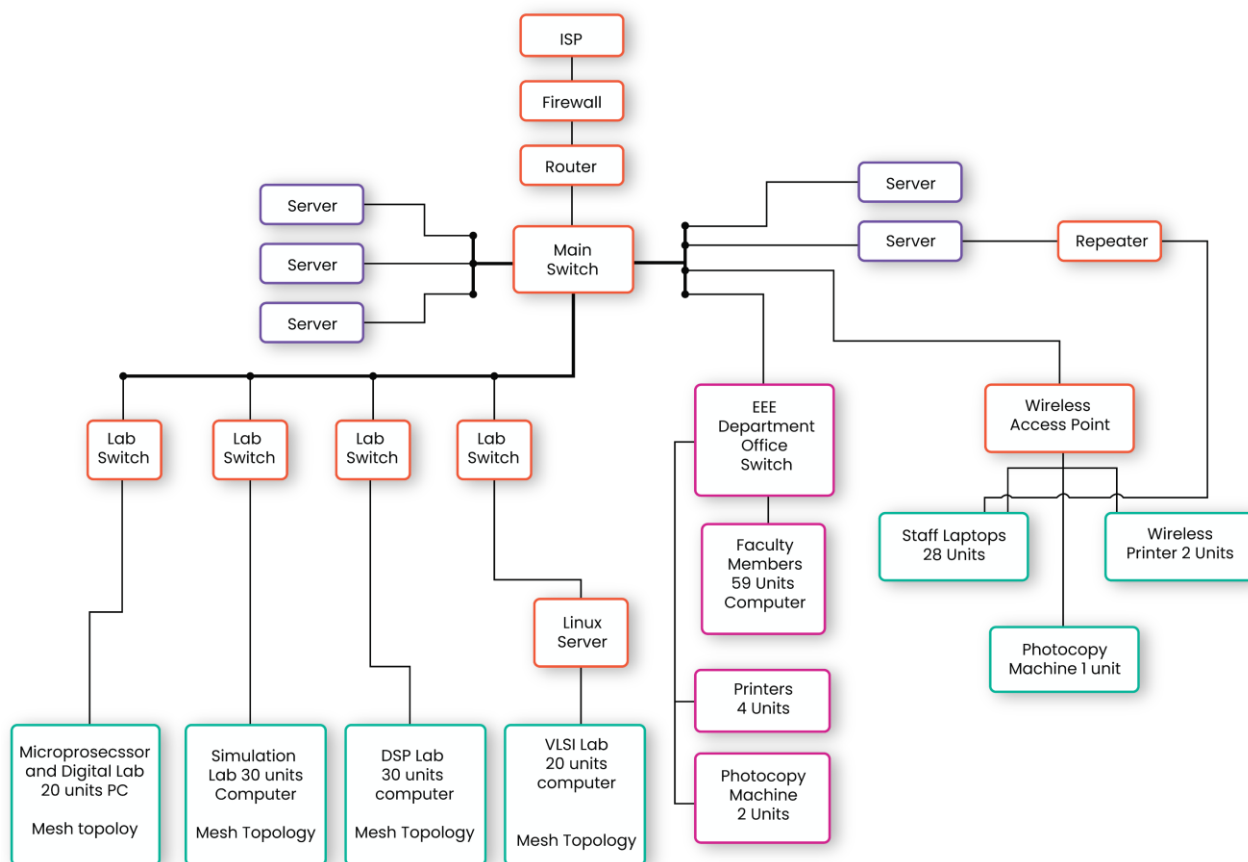 ISP
Firewall
Router
Main
Switch
Server
Server
Server
Server
Server
Repeater
Lab
Switch
Lab
Switch
Lab
Switch
Lab
Switch
EEE
Department
Office
Switch
Wireless
Access Point
Faculty
Members
59 Units
Computer
Staff Laptops
28 Units
Wireless
Printer 2 Units
Linux
Server
Photocopy
Machine 1 unit
Printers
4 Units
Microprosecssor
and Digital Lab
20 units PC
Mesh topoloy
Simulation
Lab 30 units
Computer
Mesh Topology
DSP Lab
30 units
computer
Mesh Topology
VLSI Lab
20 units
computer
Mesh Topology
Photocopy
Machine
2 Units